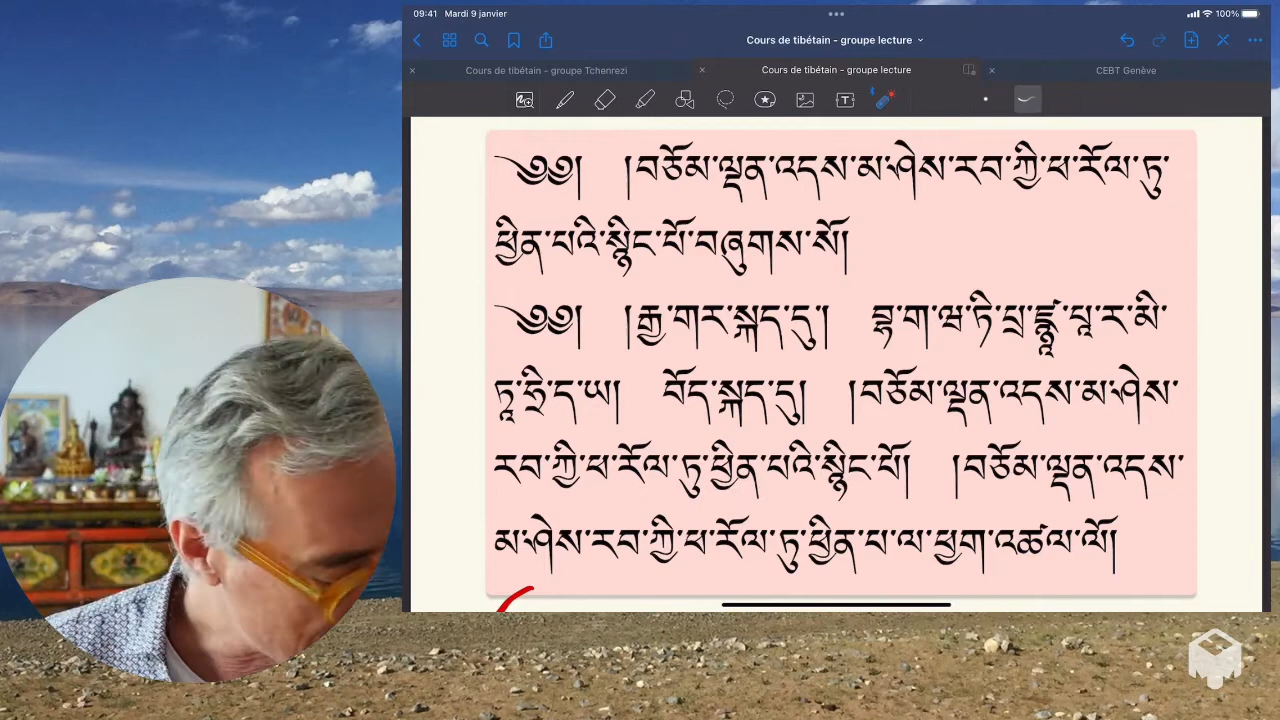 09:41 Mardi 9 janvier
100%
Cours de tibétain - groupe lecture
Cours de tibétain - groupe Tchenrezi
Cours de tibétain - groupe lecture
CEBT Genève
༄༅། །བཅོམ་ལྡན་འདས་མ་ཤེས་རབ་ཀྱི་ཕ་རོལ་ཏུ་
ཕྱིན་པའི་སྙིང་པོ་བཞུགས་སོ།
༄༅། །རྒྱ་གར་སྐད་དུ། བྷ་ག་ཝ་ཏི་པྲ་ཛྙཱ་པཱ་ར་མི་
ཏཱ་ཧྲི་ད་ཡ། བོད་སྐད་དུ། །བཅོམ་ལྡན་འདས་མ་ཤེས་
རབ་ཀྱི་ཕ་རོལ་ཏུ་ཕྱིན་པའི་སྙིང་པོ། །བཅོམ་ལྡན་འདས་
མ་ཤེས་རབ་ཀྱི་ཕ་རོལ་ཏུ་ཕྱིན་པ་ལ་ཕྱག་འཚལ་ལོ།